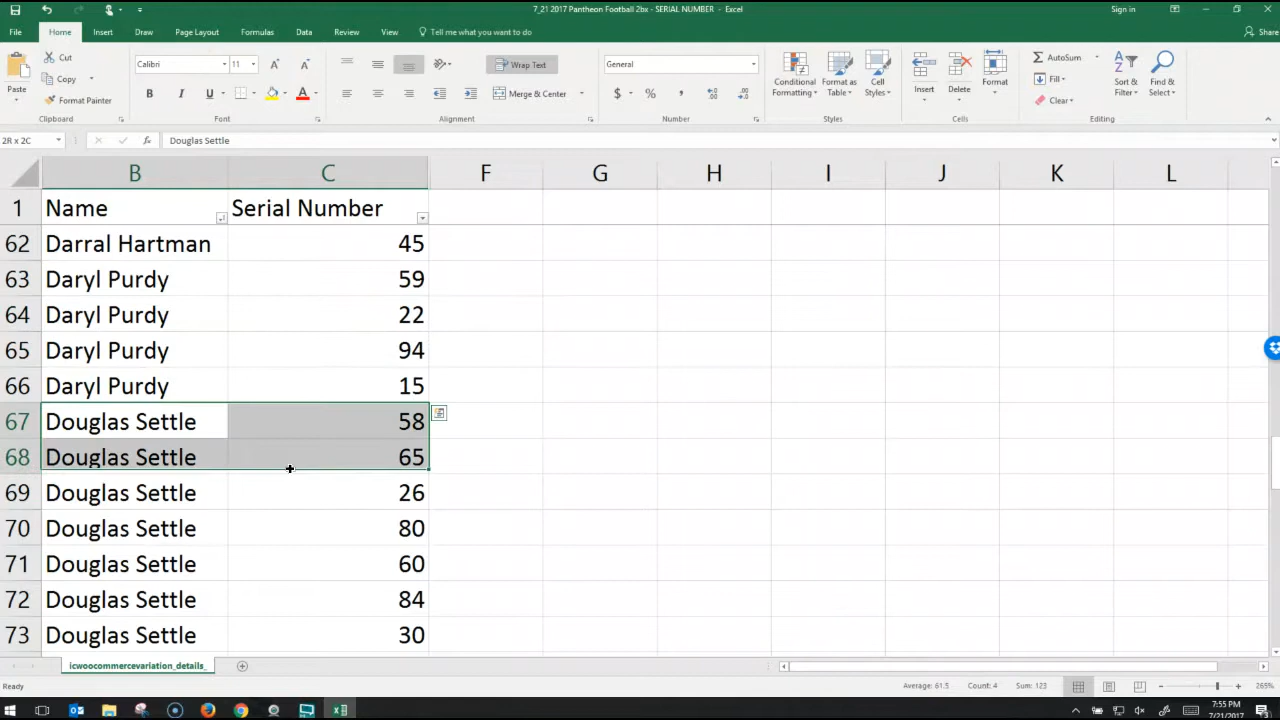 7_21 2017 Pantheon Football 2bx - SERIAL NUMBER - Excel
Sign in
File Home Insert Draw Page Layout Formulas Data Review View Tell me what you want to do Share
Paste
Cut
Copy
Format Painter
Clipboard
Calibri 11
B I U
Font
Wrap Text
Merge & Center
Alignment
General
$ % ,
Number
Conditional Formatting
Format as Table
Cell Styles
Styles
Insert
Delete
Format
Cells
AutoSum
Fill
Clear
Sort & Filter
Find & Select
Editing
2R x 2C fx Douglas Settle
B C F G H I J K L
1 Name Serial Number
62 Darral Hartman 45
63 Daryl Purdy 59
64 Daryl Purdy 22
65 Daryl Purdy 94
66 Daryl Purdy 15
67 Douglas Settle 58
68 Douglas Settle 65
69 Douglas Settle 26
70 Douglas Settle 80
71 Douglas Settle 60
72 Douglas Settle 84
73 Douglas Settle 30
icwoocommercevariation_details_
Ready Average: 61.5 Count: 4 Sum: 123 265%
7:55 PM
7/21/2017